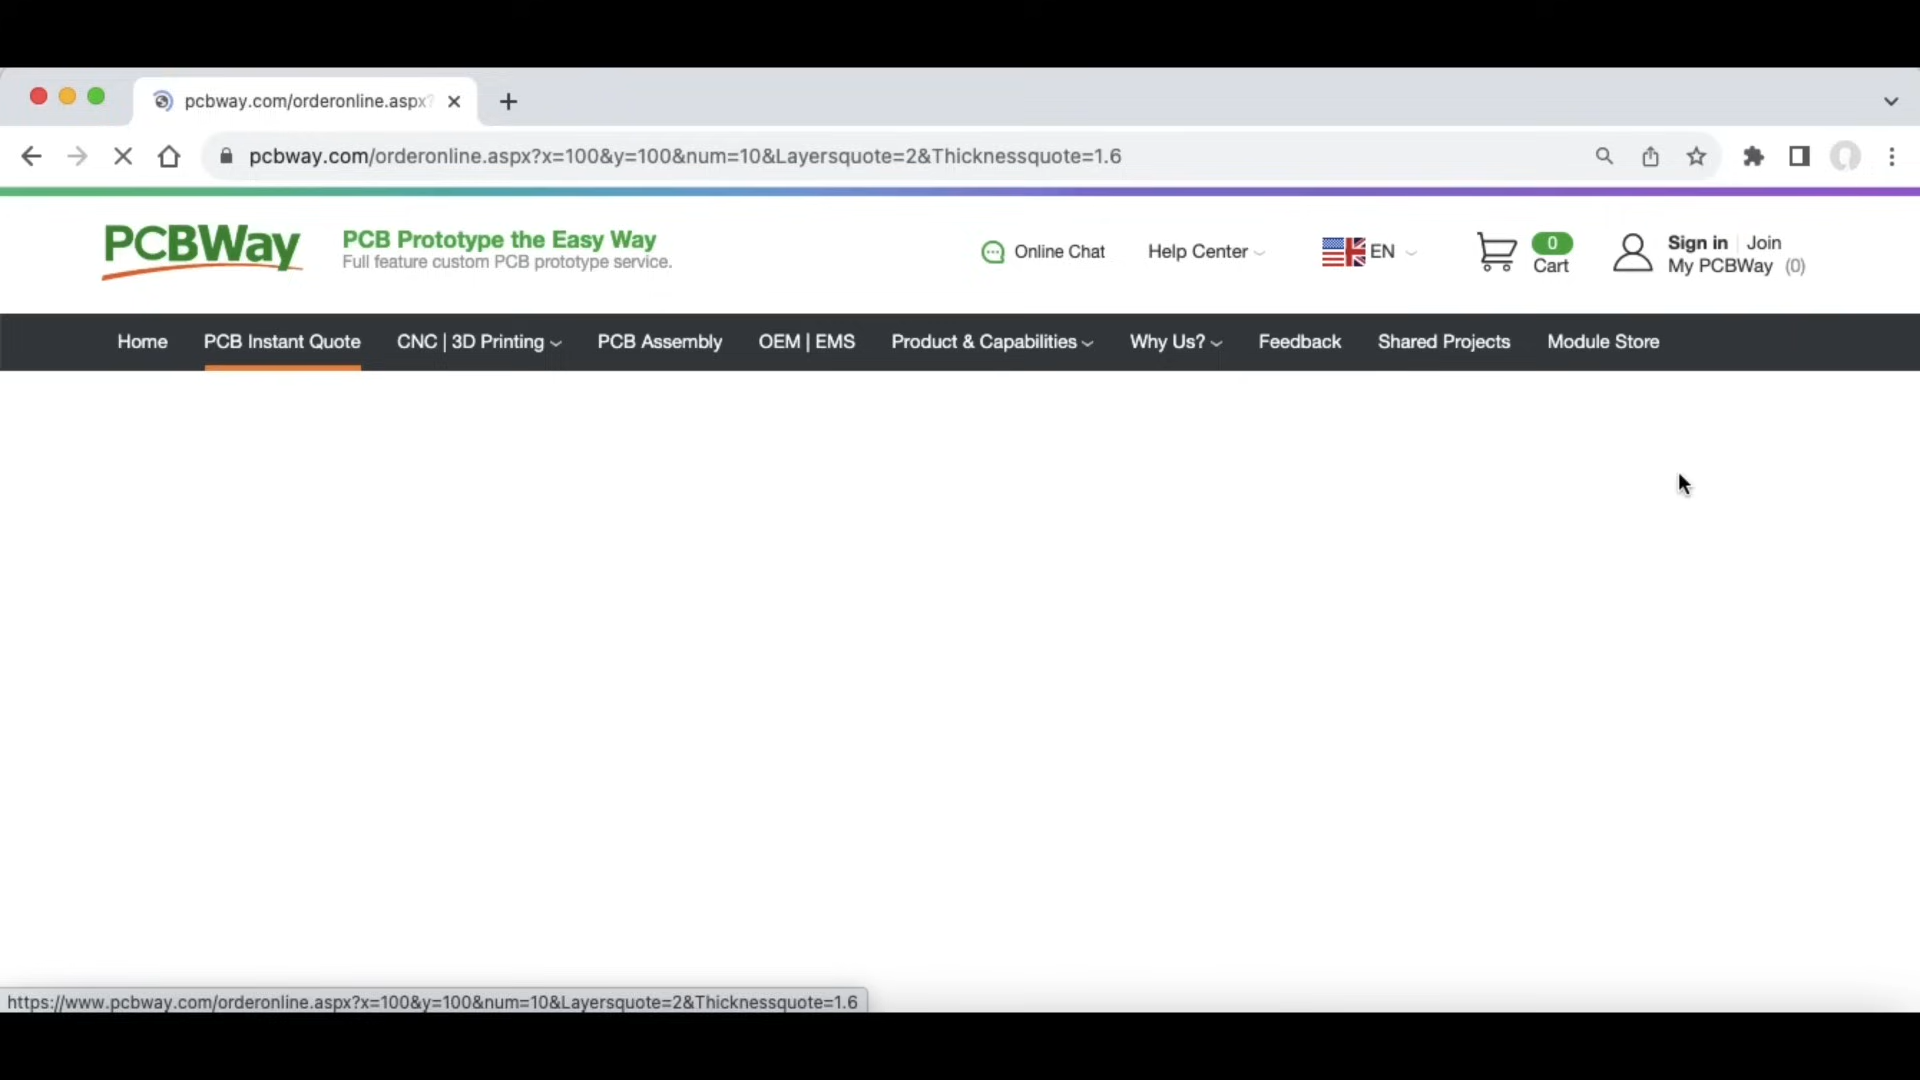 pcbway.com/orderonline.aspx?
pcbway.com/orderonline.aspx?x=100&y=100&num=10&Layersquote=2&Thicknessquote=1.6
PCBWay
PCB Prototype the Easy Way
Full feature custom PCB prototype service.
Online Chat
Help Center
EN
0
Cart
Sign in
Join
My PCBWay (0)
Home
PCB Instant Quote
CNC | 3D Printing
PCB Assembly
OEM | EMS
Product & Capabilities
Why Us?
Feedback
Shared Projects
Module Store
https://www.pcbway.com/orderonline.aspx?x=100&y=100&num=10&Layersquote=2&Thicknessquote=1.6